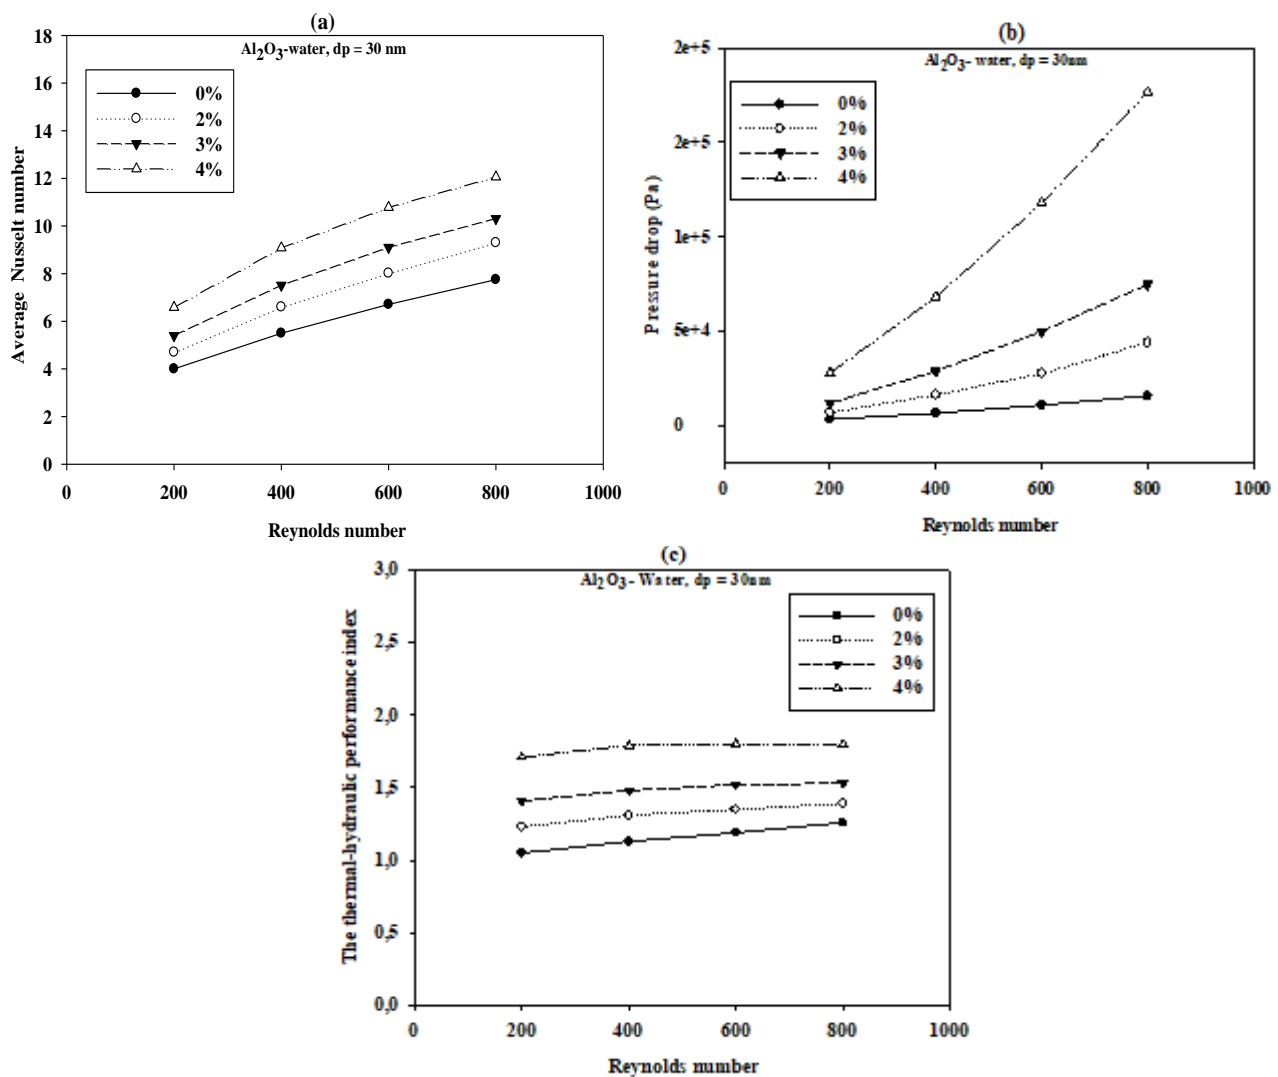 (a)
Al2O3-water, dp = 30 nm
18
16
14
12
10
8
6
4
2
0
0%
2%
3%
4%
Average Nusselt number
0 200 400 600 800 1000
Reynolds number
(b)
Al2O3- water, dp = 30nm
2e+5
2e+5
1e+5
5e+4
0
0%
2%
3%
4%
Pressure drop (Pa)
0 200 400 600 800 1000
Reynolds number
(c)
Al2O3- Water, dp = 30nm
3,0
2,5
2,0
1,5
1,0
0,5
0,0
0%
2%
3%
4%
The thermal-hydraulic performance index
0 200 400 600 800 1000
Reynolds number